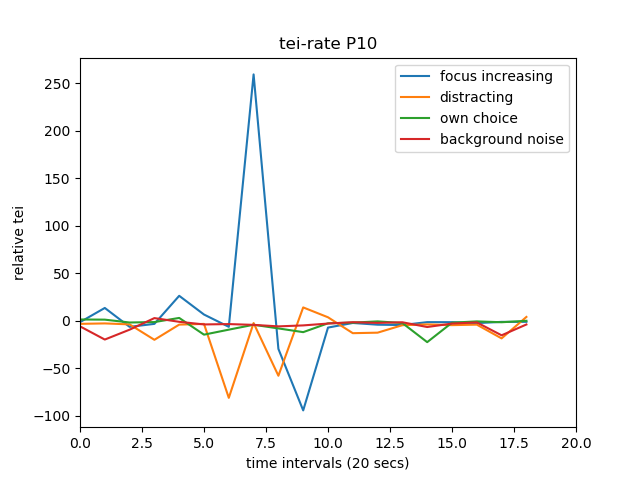 tei-rate P10
focus increasing
distracting
own choice
background noise
relative tei
250
200
150
100
50
0
−50
−100
0.0 2.5 5.0 7.5 10.0 12.5 15.0 17.5 20.0
time intervals (20 secs)